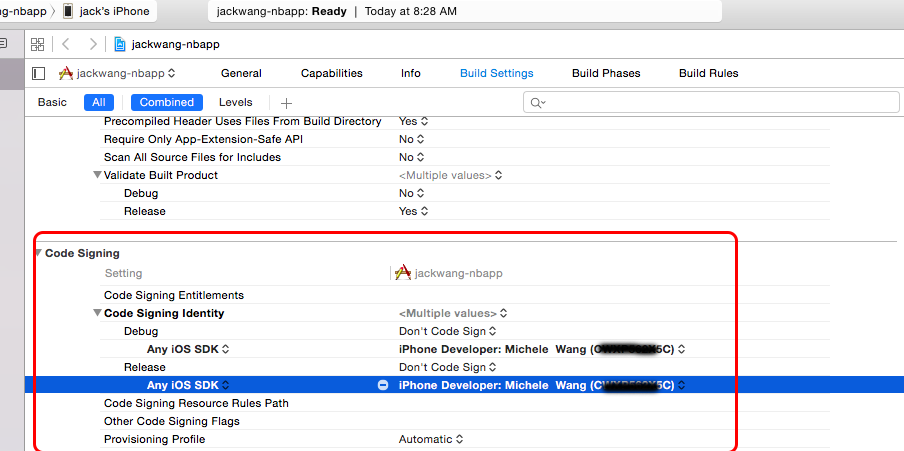 jack's iPhone jackwang-nbapp: Ready | Today at 8:28 AM
jackwang-nbapp
jackwang-nbapp General Capabilities Info Build Settings Build Phases Build Rules
Basic All Combined Levels
Precompiled Header Uses Files From Build Directory Yes
Require Only App-Extension-Safe API No
Scan All Source Files for Includes No
Validate Built Product <Multiple values>
Debug No
Release Yes
Code Signing
Setting jackwang-nbapp
Code Signing Entitlements
Code Signing Identity <Multiple values>
Debug Don't Code Sign
Any iOS SDK iPhone Developer: Michele Wang
Release Don't Code Sign
Any iOS SDK iPhone Developer: Michele Wang
Code Signing Resource Rules Path
Other Code Signing Flags
Provisioning Profile Automatic